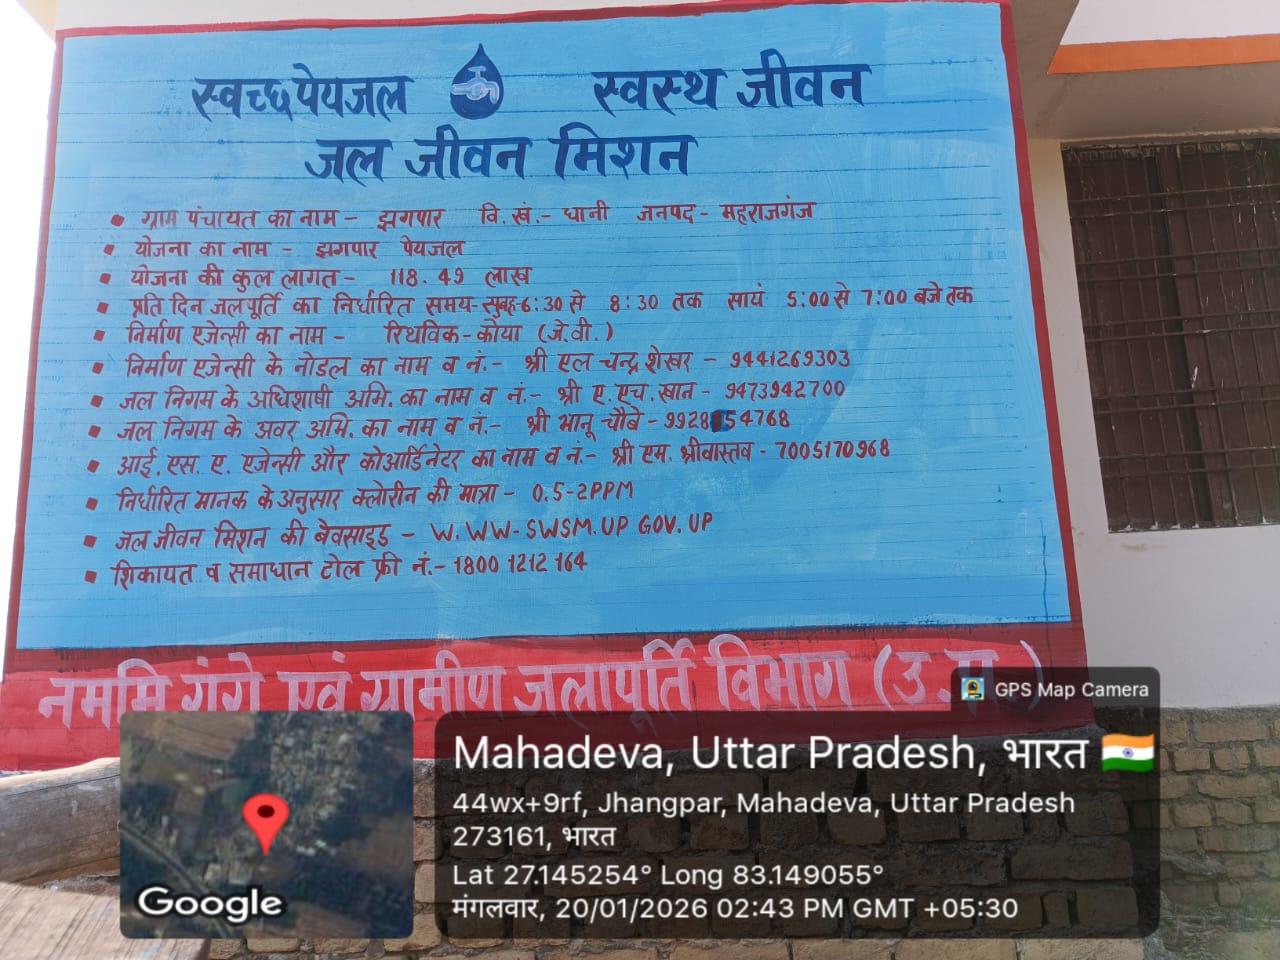 स्वच्छ पेयजल स्वस्थ जीवन
जल जीवन मिशन
▪ ग्राम पंचायत का नाम - झगपार वि.खं.- धानी जनपद - महराजगंज
▪ योजना का नाम - झगपार पेयजल
▪ योजना की कुल लागत - 118.49 लाख
▪ प्रति दिन जलपूर्ति का निर्धारित समय-सुबह-6:30 से 8:30 तक सायं 5:00 से 7:00 बजे तक
▪ निर्माण एजेन्सी का नाम - रिथविक-कोया (जे.वी.)
▪ निर्माण एजेन्सी के नोडल का नाम व नं.- श्री एल चन्द्र शेखर - 9441269303
▪ जल निगम के अधिशाषी अभि. का नाम व नं.- श्री ए.एच.खान - 9473942700
▪ जल निगम के अवर अभि. का नाम व नं.- श्री भानू चौबे -
▪ आई.एस.ए. एजेन्सी और कोआर्डिनेटर का नाम व नं.- श्री एम. श्रीवास्तव - 7005170968
▪ निर्धारित मानक के अनुसार क्लोरीन की मात्रा - 0.5-2PPM
▪ जल जीवन मिशन की बेवसाइड - W.WW-SWSM.UP GOV.UP
▪ शिकायत व समाधान टोल फ्री नं.- 1800 1212 164
नमामि गंगे एवं ग्रामीण जलापूर्ति विभाग (उ.प्र.)
GPS Map Camera
Mahadeva, Uttar Pradesh, भारत
44wx+9rf, Jhangpar, Mahadeva, Uttar Pradesh
273161, भारत
Lat 27.145254° Long 83.149055°
मंगलवार, 20/01/2026 02:43 PM GMT +05:30
Google